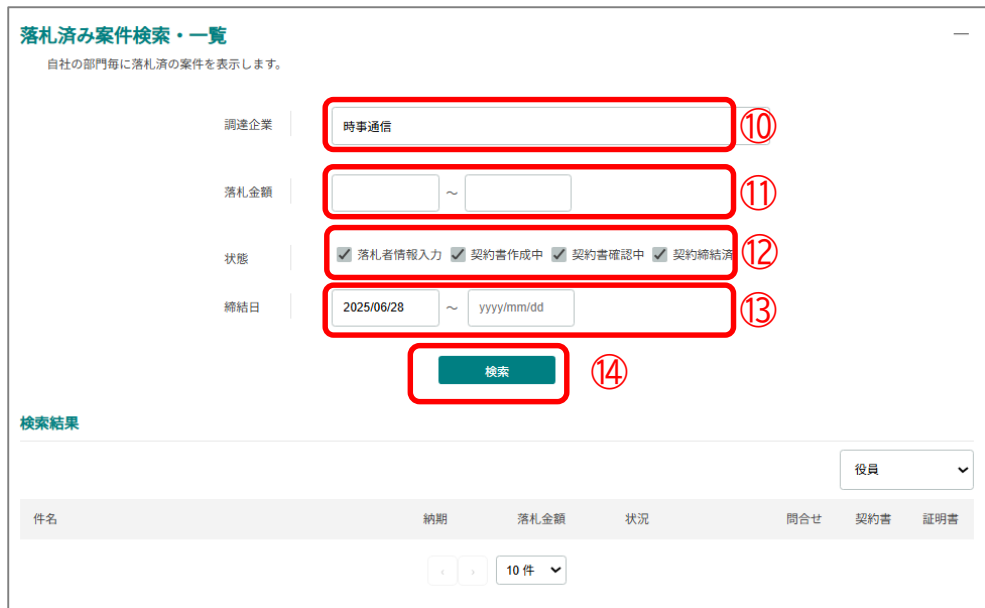 落札済み案件検索・一覧
自社の部門毎に落札済の案件を表示します。
調達企業 時事通信 ⑩
落札金額 ～ ⑪
状態 落札者情報入力 契約書作成中 契約書確認中 契約締結済 ⑫
締結日 2025/06/28 ～ yyyy/mm/dd ⑬
検索 ⑭
検索結果
役員
件名 納期 落札金額 状況 問合せ 契約書 証明書
‹ › 10 件